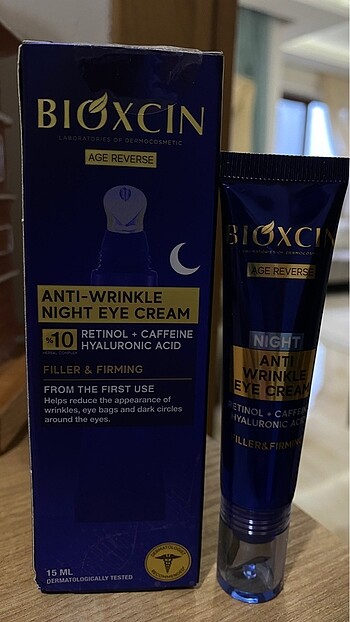 BIOXCIN
LABORATORIES OF DERMOCOSMETIC
AGE REVERSE
ANTI-WRINKLE
NIGHT EYE CREAM
%10 RETINOL + CAFFEINE
HERBAL COMPLEX HYALURONIC ACID
FILLER & FIRMING
FROM THE FIRST USE
Helps reduce the appearance of
wrinkles, eye bags and dark circles
around the eyes.
15 ML
DERMATOLOGICALLY TESTED
BIOXCIN
LABORATORIES OF DERMOCOSMETIC
AGE REVERSE
NIGHT
ANTI
WRINKLE
EYE CREAM
RETINOL + CAFFEINE
HYALURONIC ACID
FILLER&FIRMING